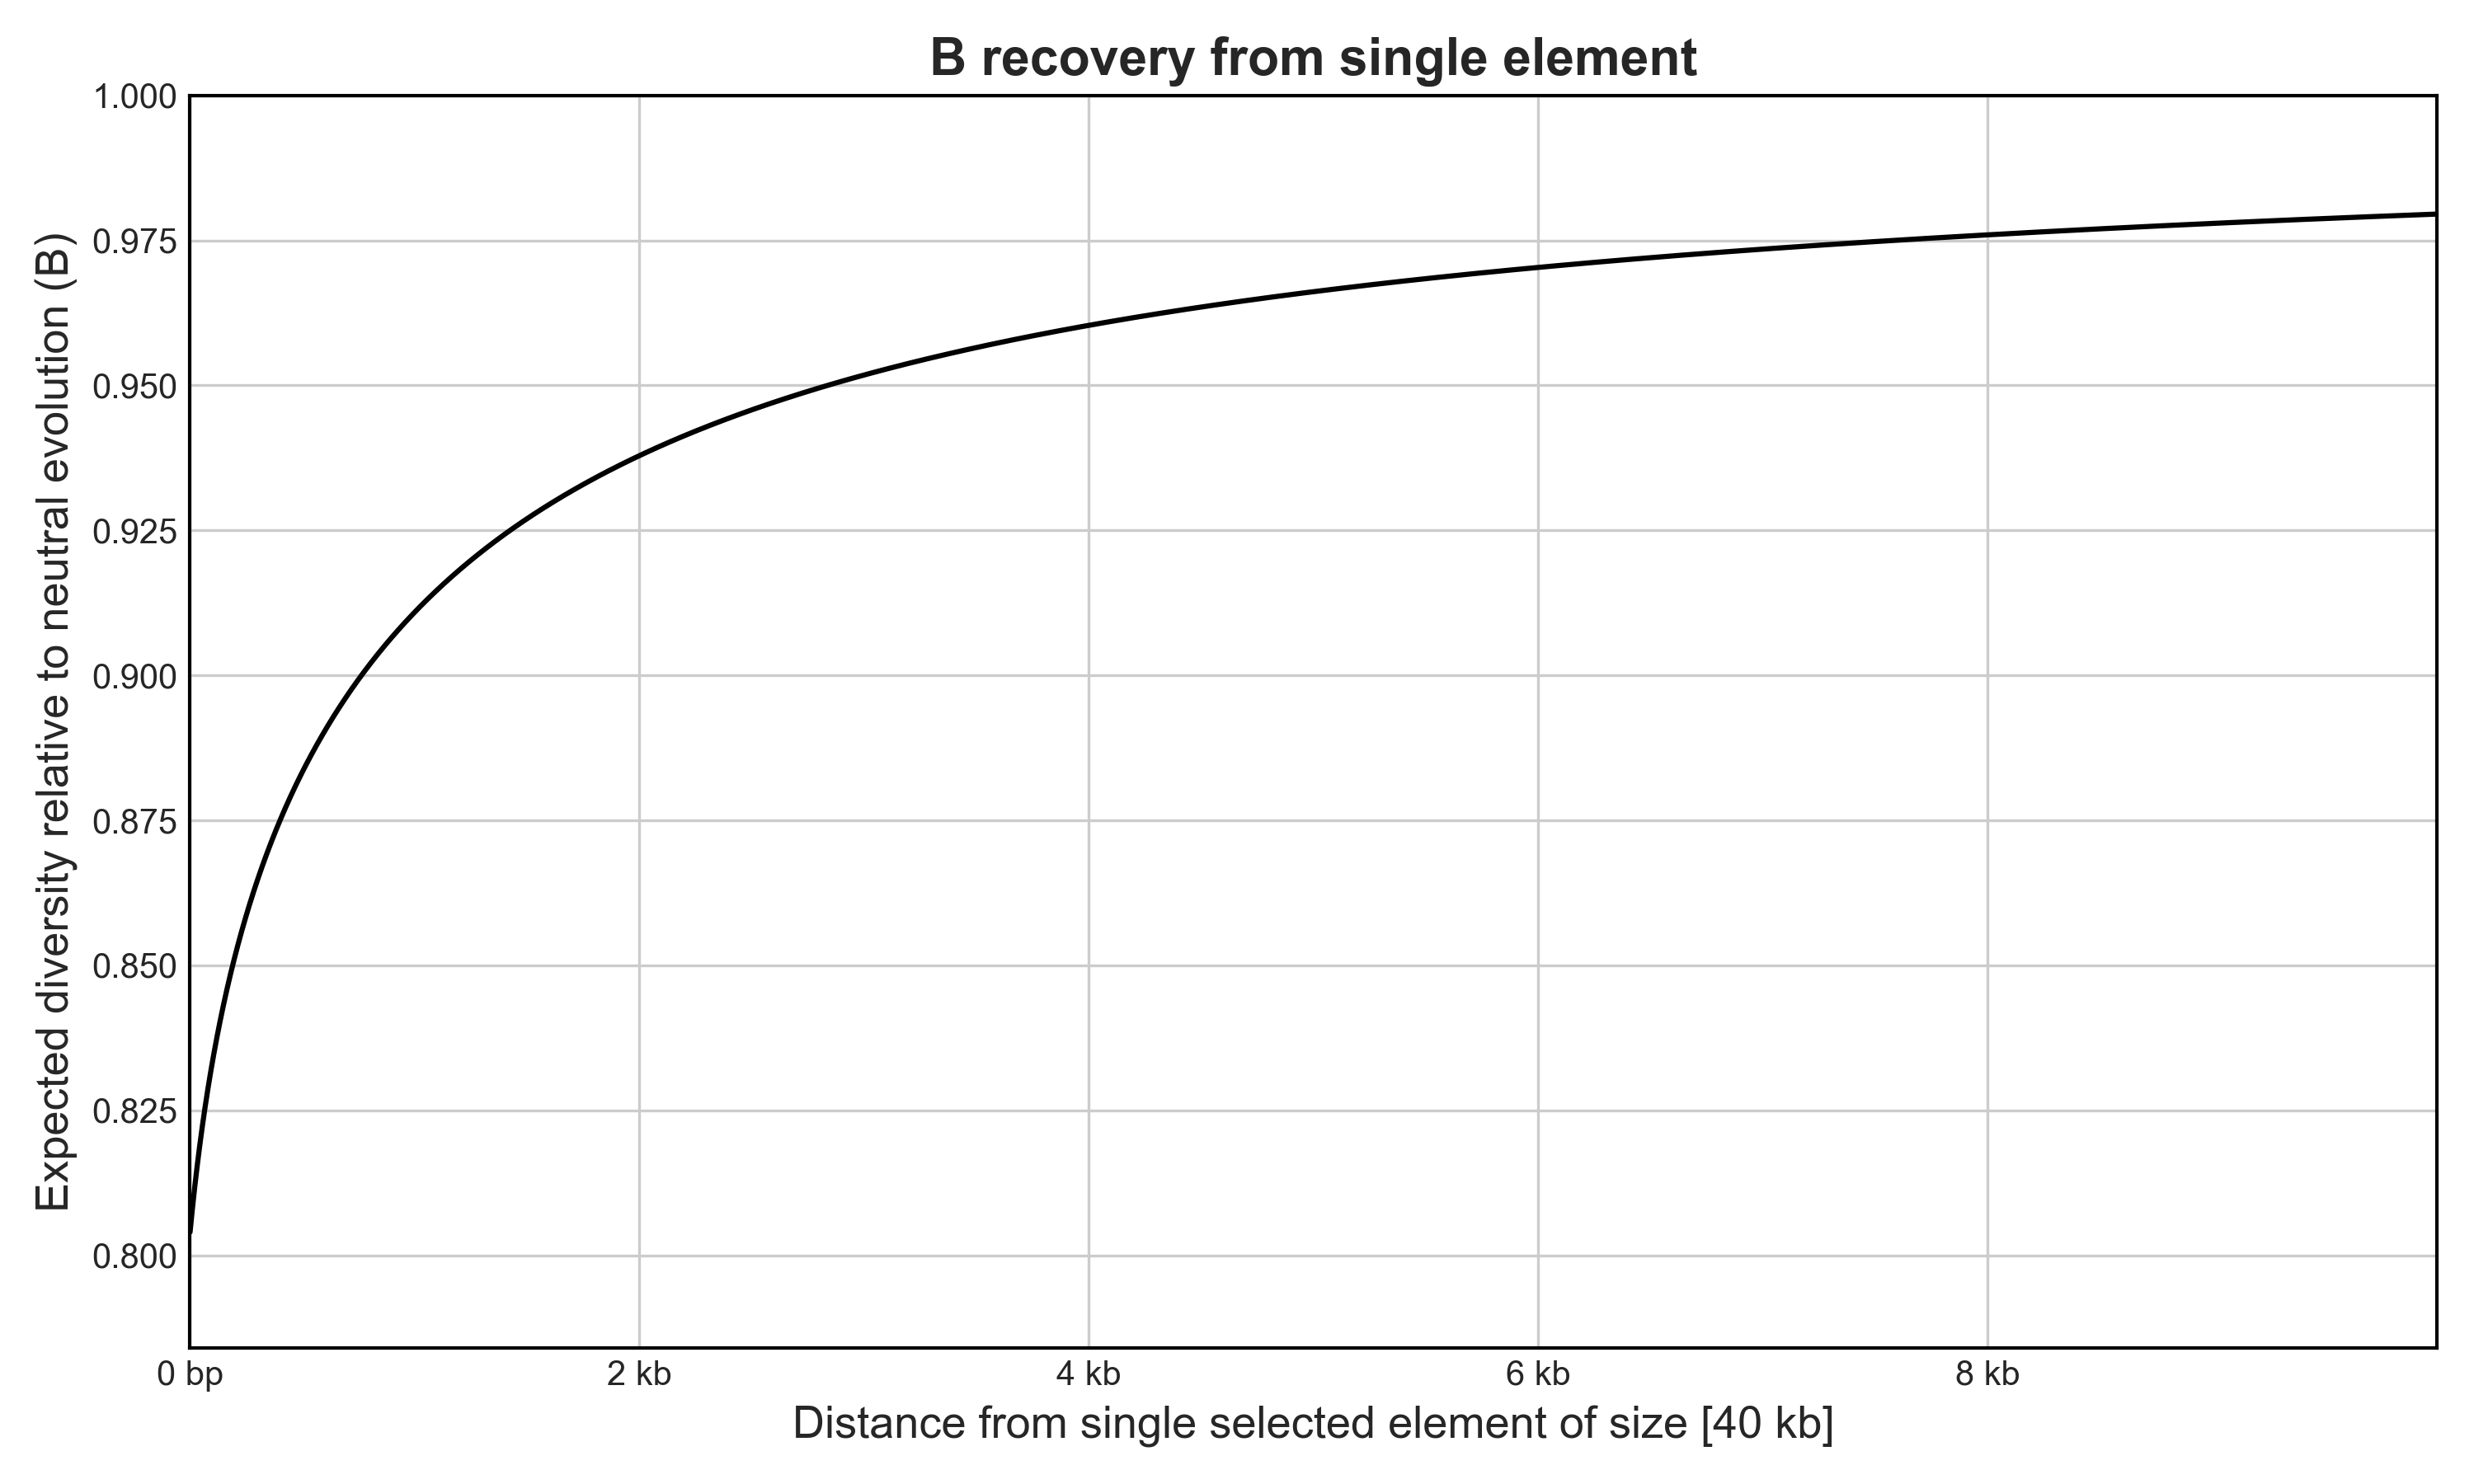 B recovery from single element
Expected diversity relative to neutral evolution (B)
1.000
0.975
0.950
0.925
0.900
0.875
0.850
0.825
0.800
0 bp
2 kb
4 kb
6 kb
8 kb
Distance from single selected element of size [40 kb]